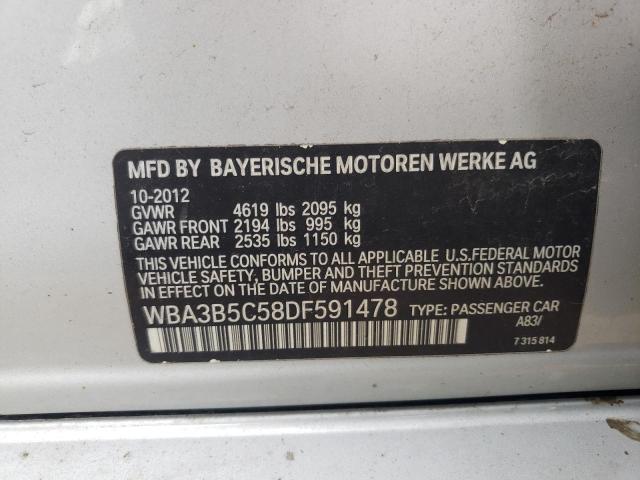 MFD BY BAYERISCHE MOTOREN WERKE AG
10-2012
GVWR 4619 lbs 2095 kg
GAWR FRONT 2194 lbs 995 kg
GAWR REAR 2535 lbs 1150 kg
THIS VEHICLE CONFORMS TO ALL APPLICABLE U.S.FEDERAL MOTOR
VEHICLE SAFETY, BUMPER AND THEFT PREVENTION
STANDARDS IN EFFECT ON THE DATE OF MANUFACTURE SHOWN ABOVE.
WBA3B5C58DF591478 TYPE: PASSENGER CAR
A83/
7 315 814